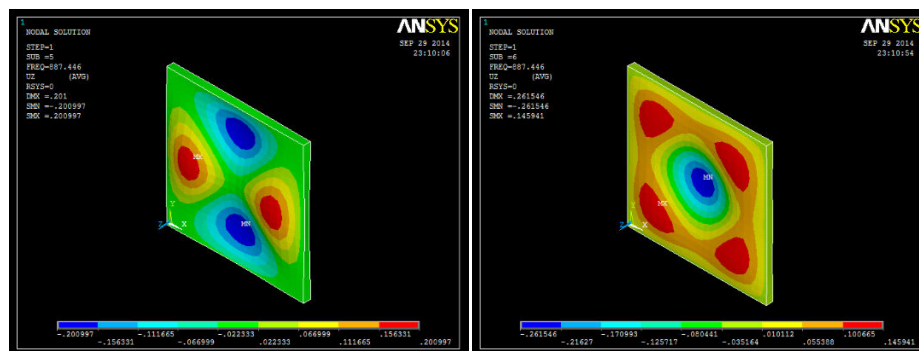 1
ANSYS
NODAL SOLUTION
SEP 29 2014
23:10:06
STEP=1
SUB =5
FREQ=887.446
UZ (AVG)
RSYS=0
DMX =.201
SMN =-.200997
SMX =.200997
MX
MN
Y
Z
X
-.200997 -.111665 -.022333 .066999 .156331
-.156331 -.066999 .022333 .111665 .200997
1
ANSYS
NODAL SOLUTION
SEP 29 2014
23:10:54
STEP=1
SUB =6
FREQ=887.446
UZ (AVG)
RSYS=0
DMX =.261546
SMN =-.261546
SMX =.145941
MN
MX
Y
Z
X
-.261546 -.170993 -.080441 .010112 .100665
-.21627 -.125717 -.035164 .055388 .145941